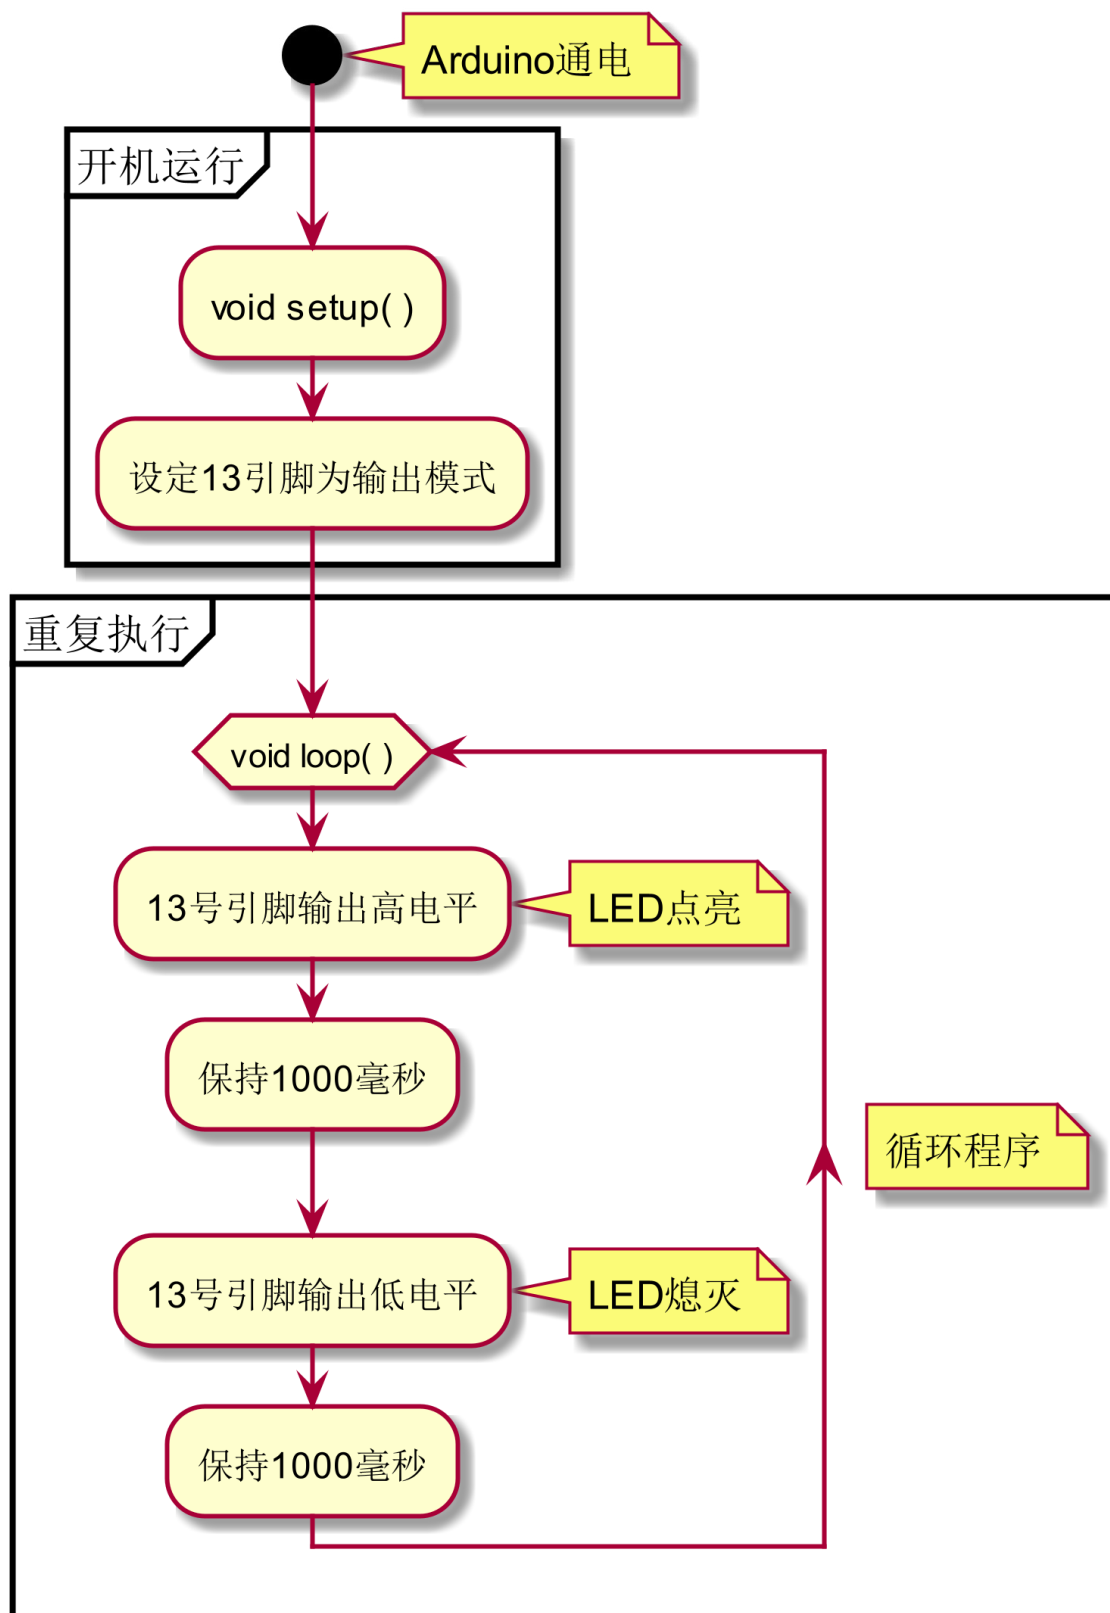 Arduino通电
开机运行
void setup( )
设定13引脚为输出模式
重复执行
void loop( )
13号引脚输出高电平
LED点亮
保持1000毫秒
循环程序
13号引脚输出低电平
LED熄灭
保持1000毫秒